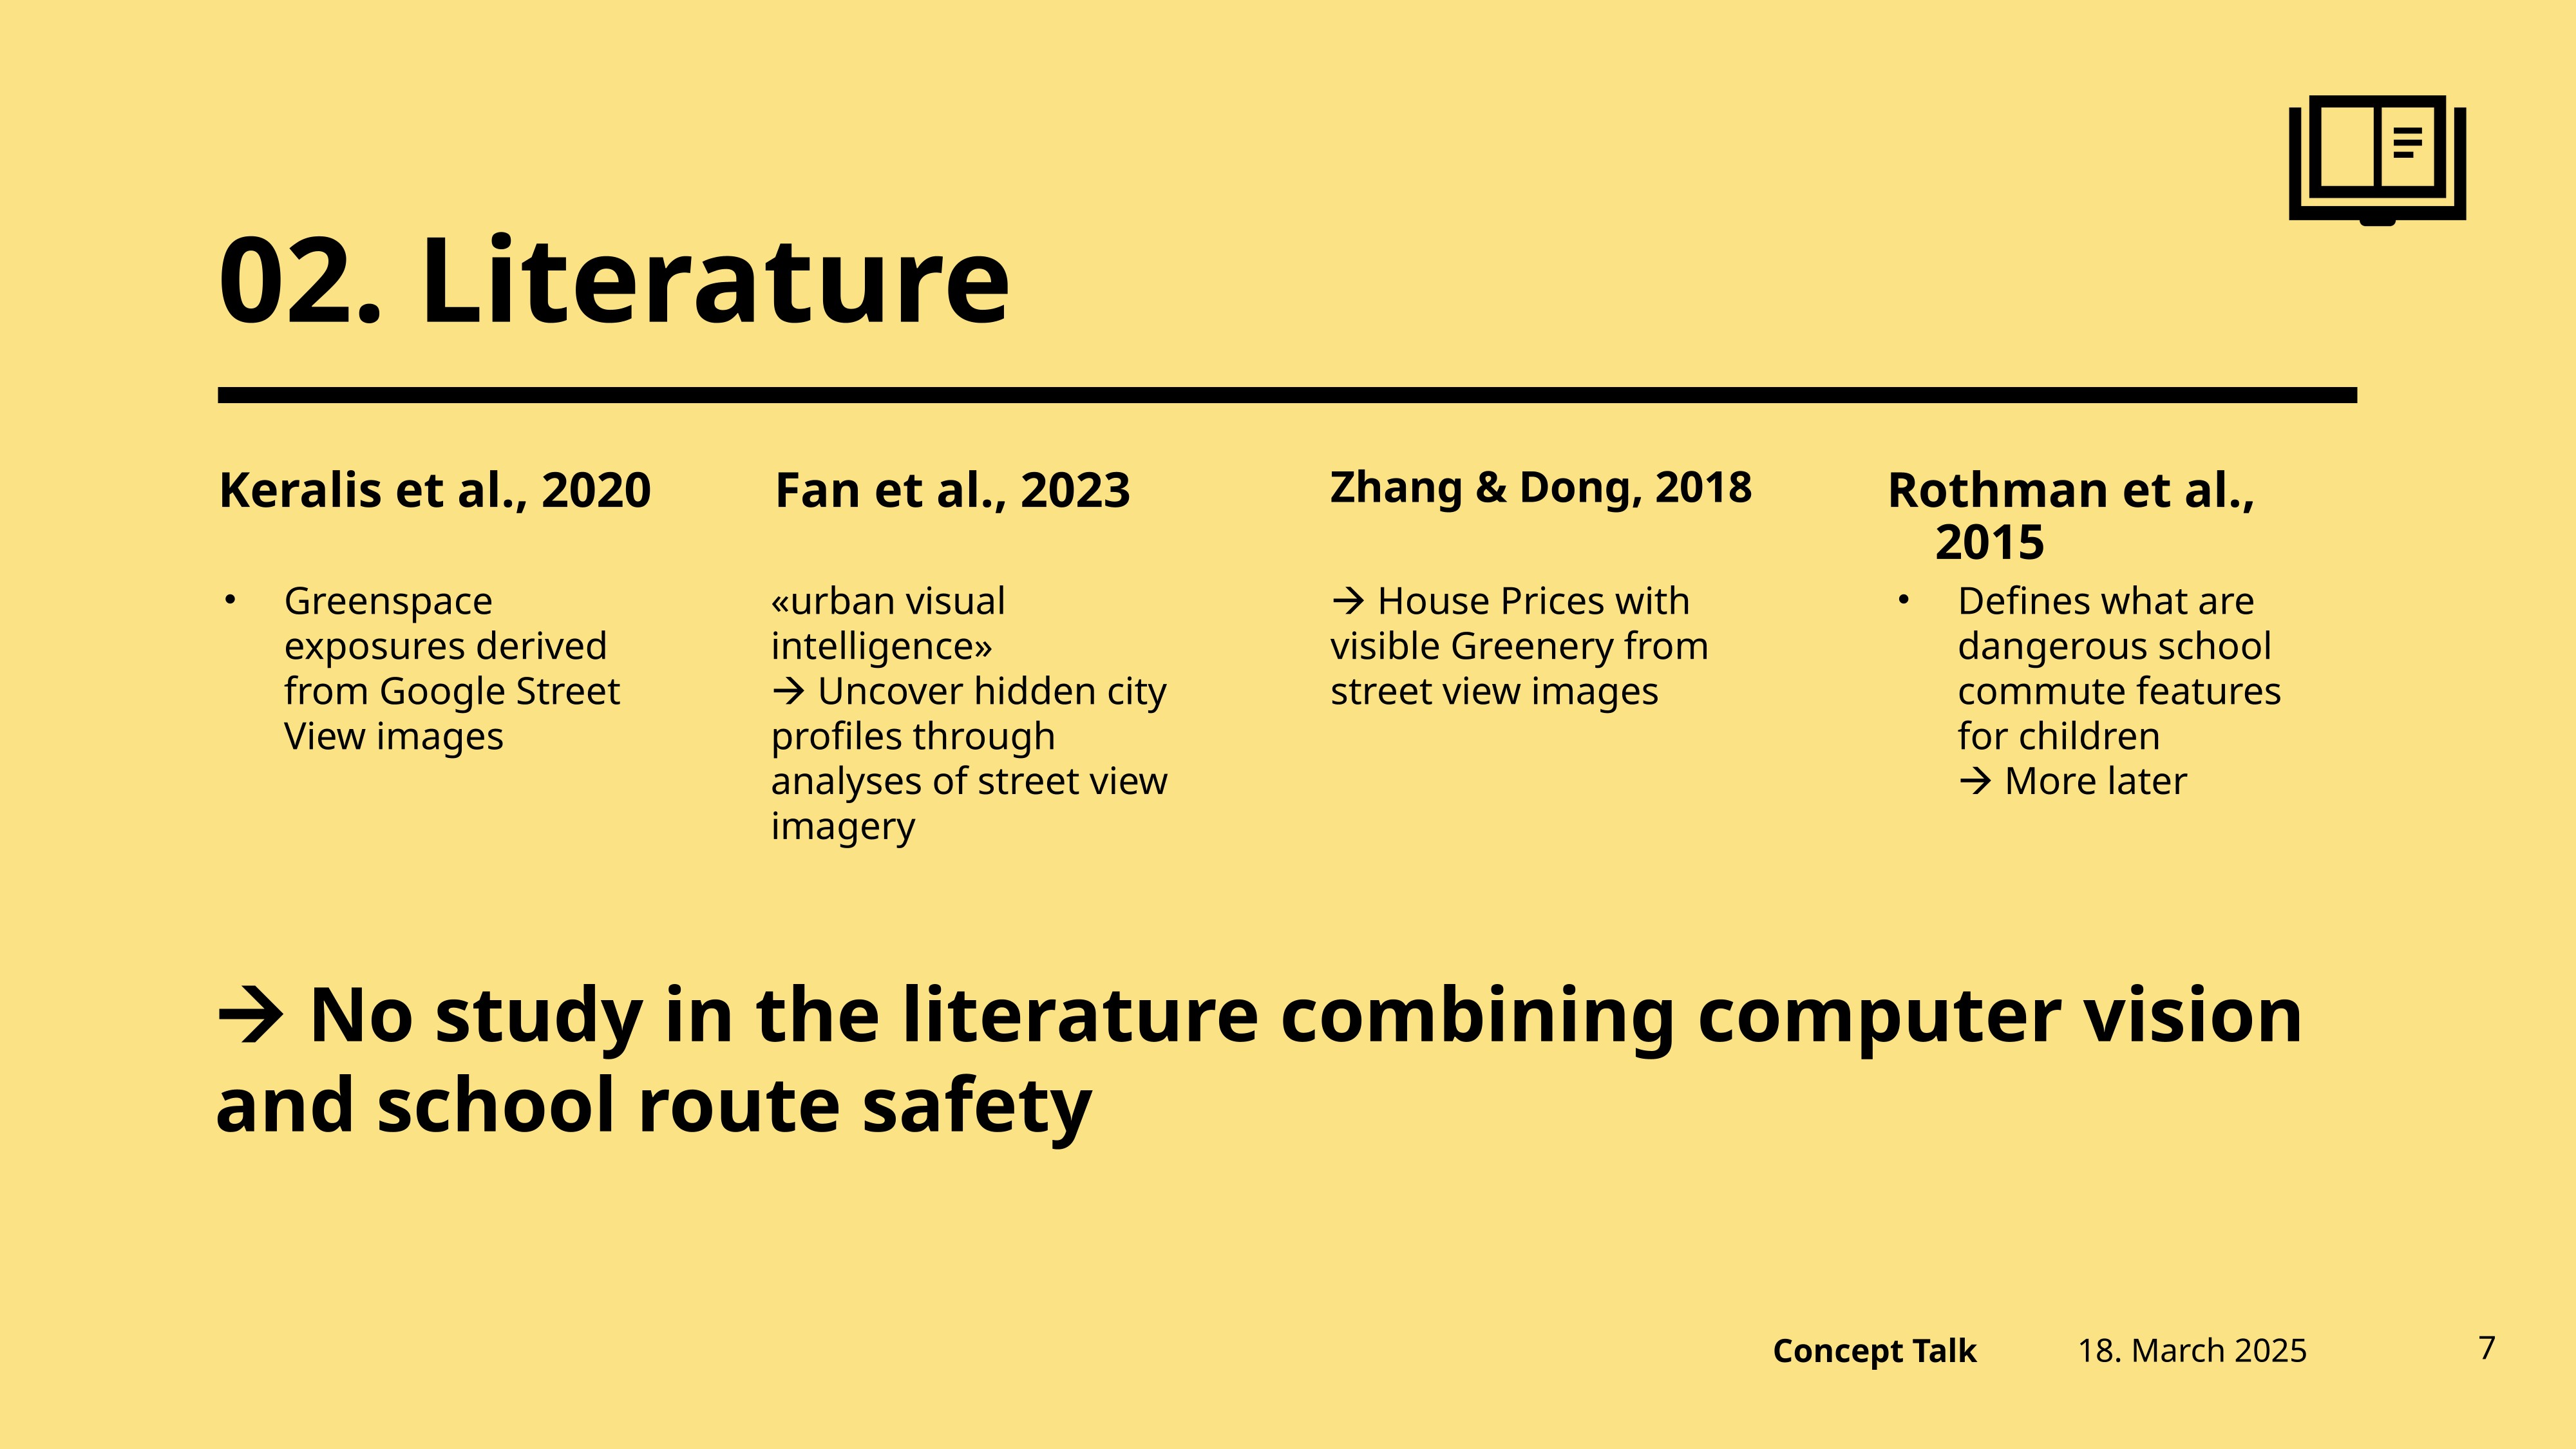 02. Literature
Keralis et al., 2020
• Greenspace
exposures derived
from Google Street
View images
Fan et al., 2023
«urban visual
intelligence»
→ Uncover hidden city
profiles through
analyses of street view
imagery
Zhang & Dong, 2018
→ House Prices with
visible Greenery from
street view images
Rothman et al.,
2015
• Defines what are
dangerous school
commute features
for children
→ More later
→ No study in the literature combining computer vision
and school route safety
Concept Talk
18. March 2025
7